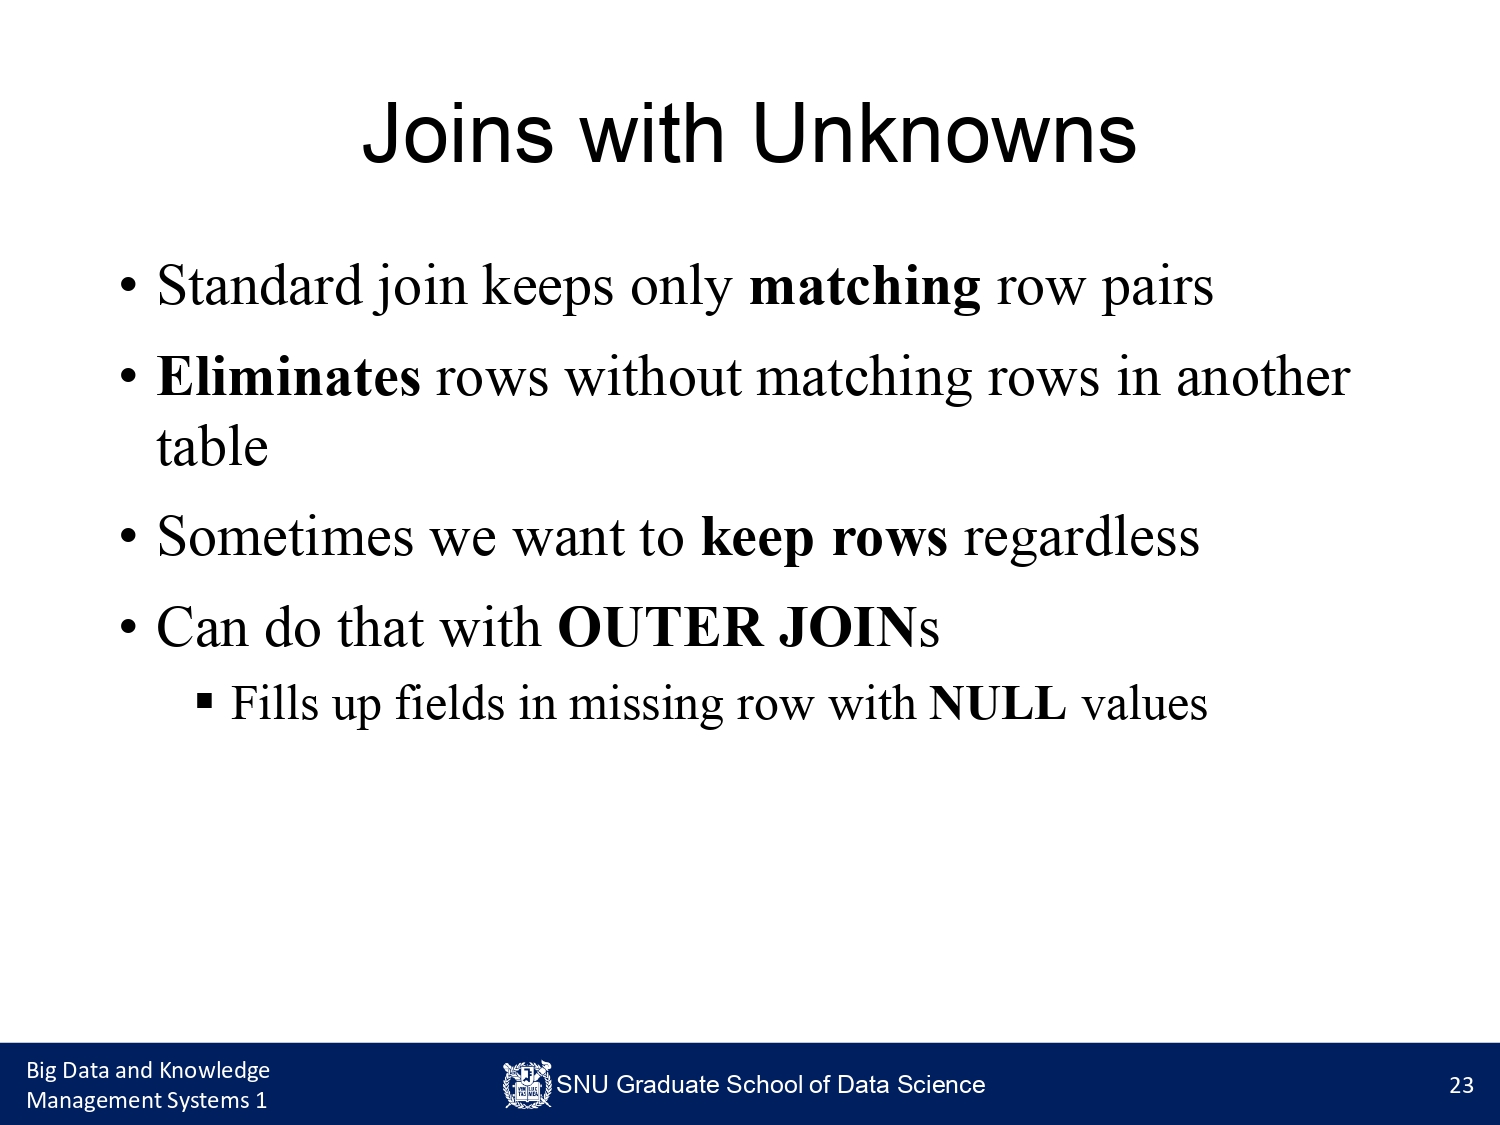 Joins with Unknowns
• Standard join keeps only matching row pairs
• Eliminates rows without matching rows in another
table
• Sometimes we want to keep rows regardless
• Can do that with OUTER JOINs
▪ Fills up fields in missing row with NULL values
Big Data and Knowledge
Management Systems 1
SNU Graduate School of Data Science
23